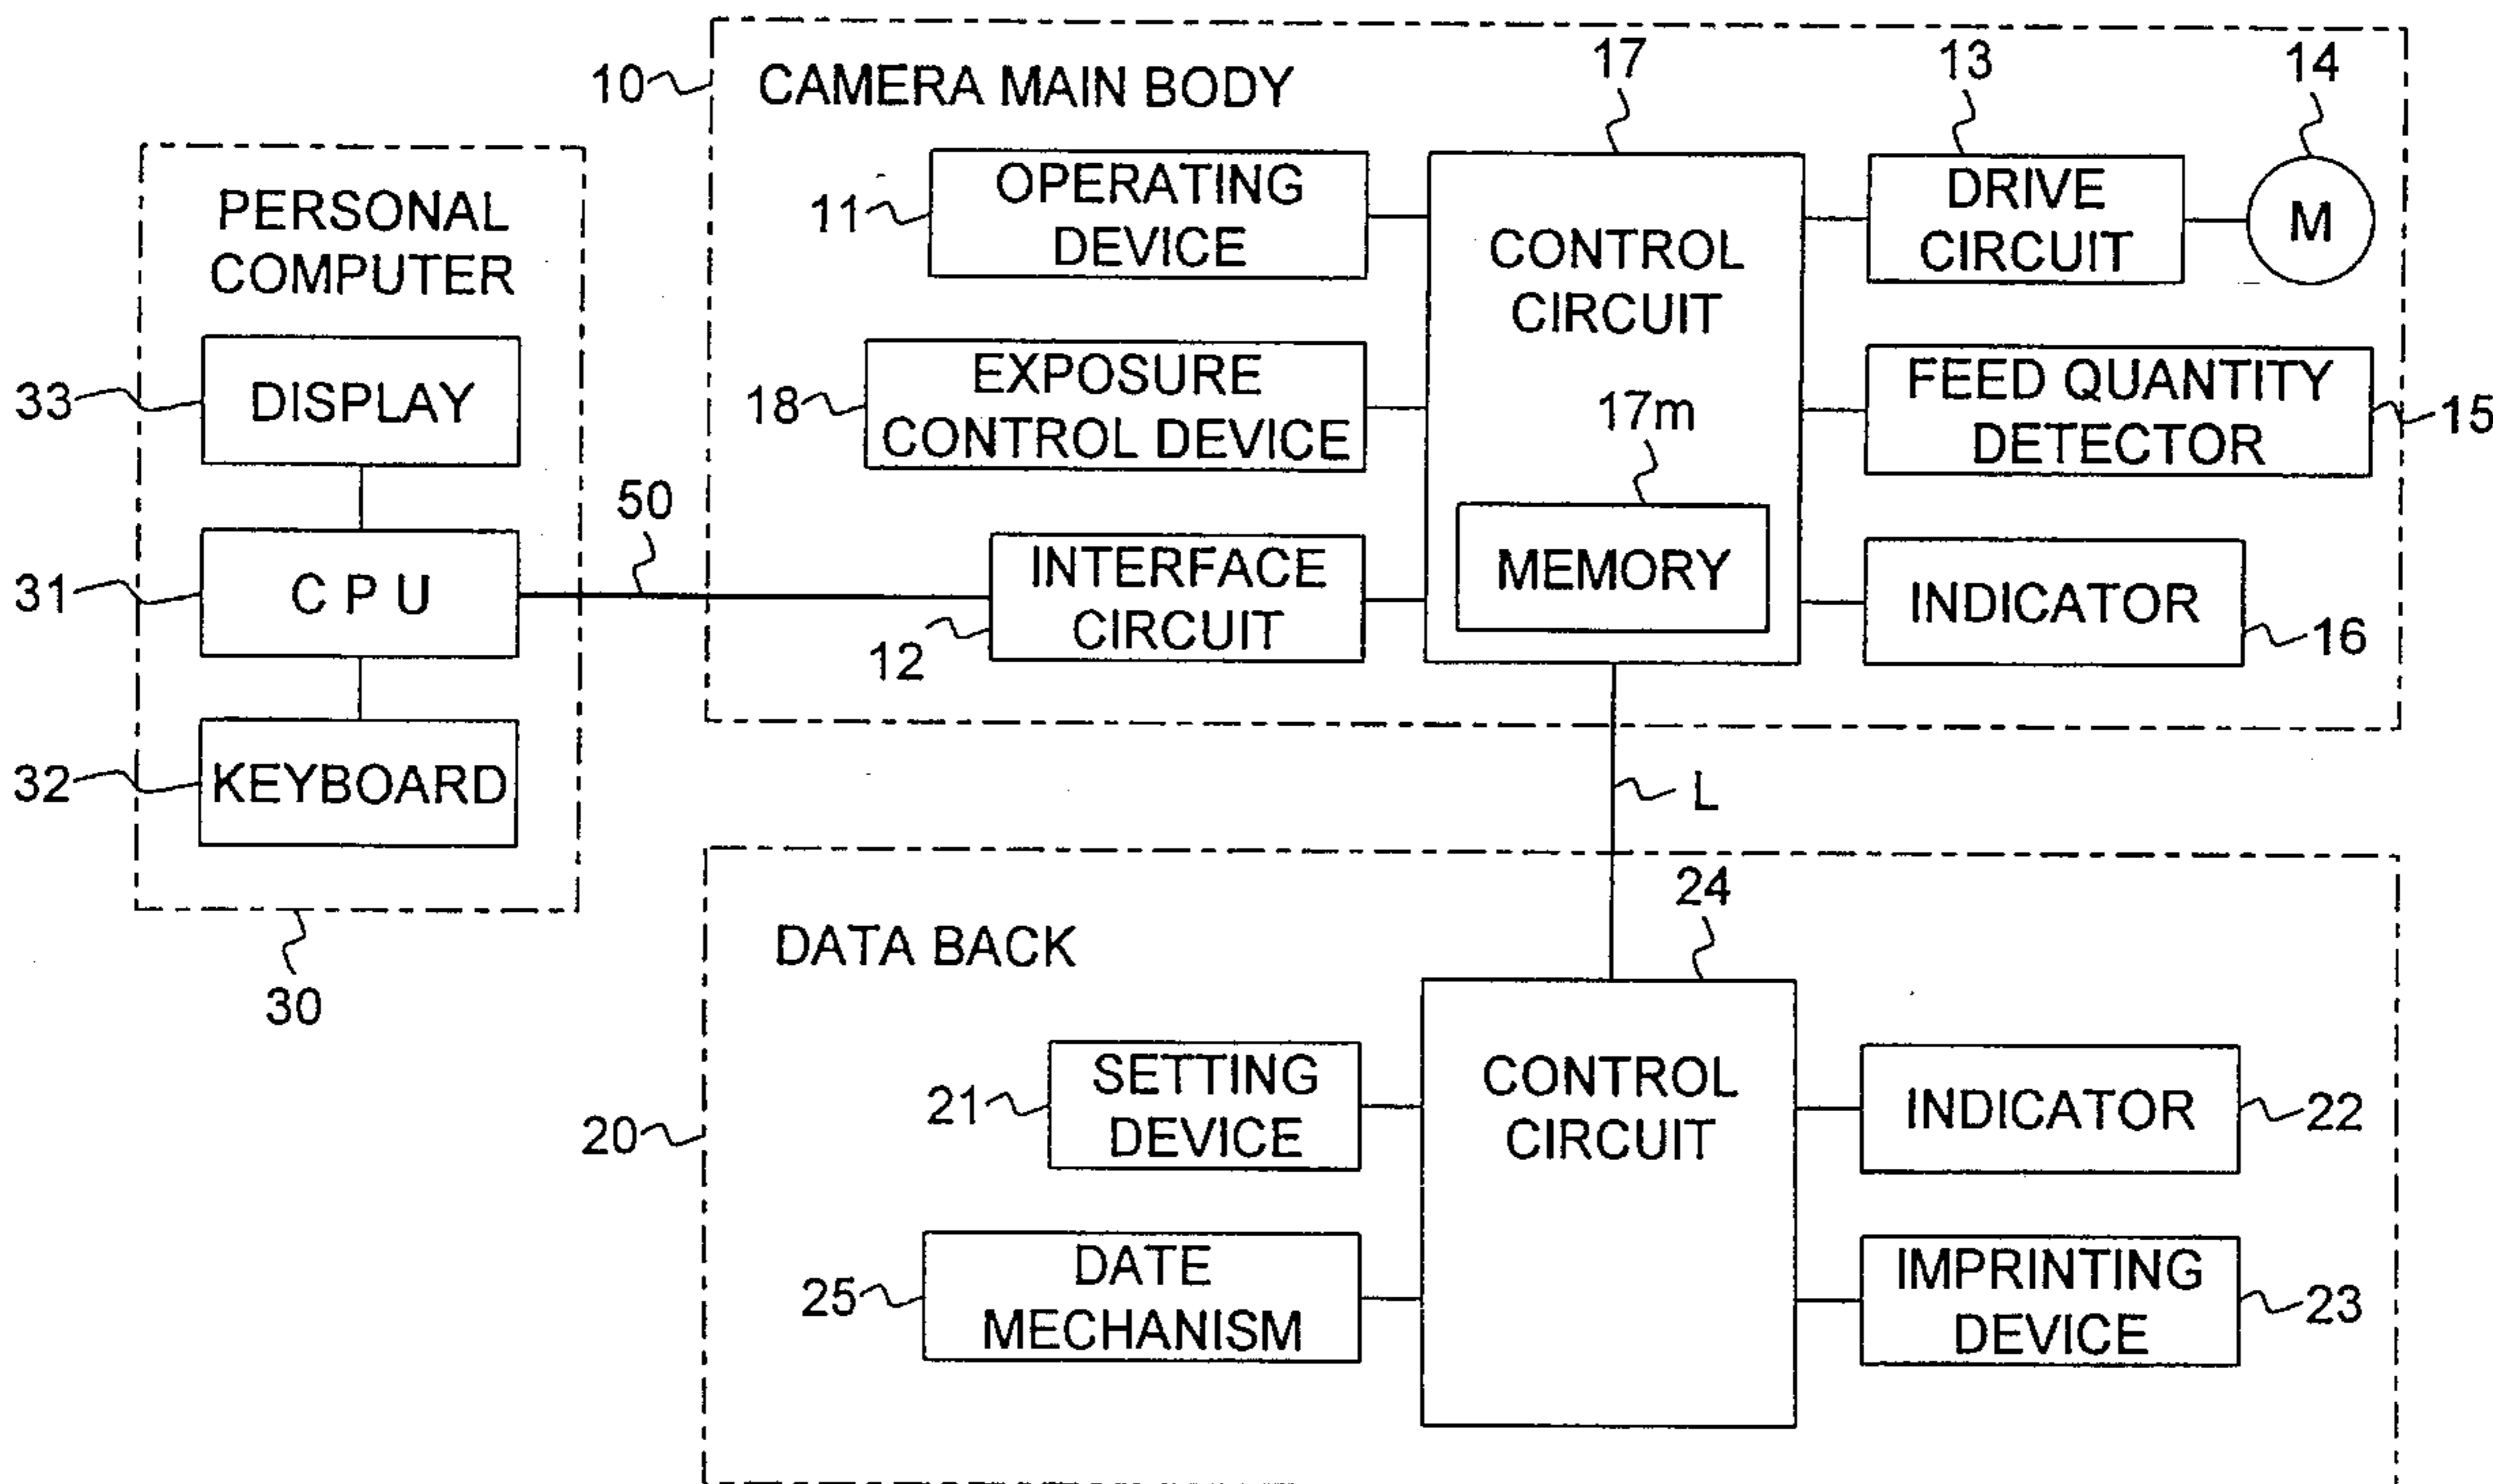 10
CAMERA MAIN BODY
17
13
14
PERSONAL
COMPUTER
11
OPERATING
DEVICE
CONTROL
CIRCUIT
DRIVE
CIRCUIT
M
33
DISPLAY
18
EXPOSURE
CONTROL DEVICE
17m
FEED QUANTITY
DETECTOR
15
50
31
C P U
INTERFACE
CIRCUIT
12
MEMORY
INDICATOR
16
32
KEYBOARD
L
30
24
DATA BACK
20
21
SETTING
DEVICE
CONTROL
CIRCUIT
INDICATOR
22
25
DATE
MECHANISM
IMPRINTING
DEVICE
23